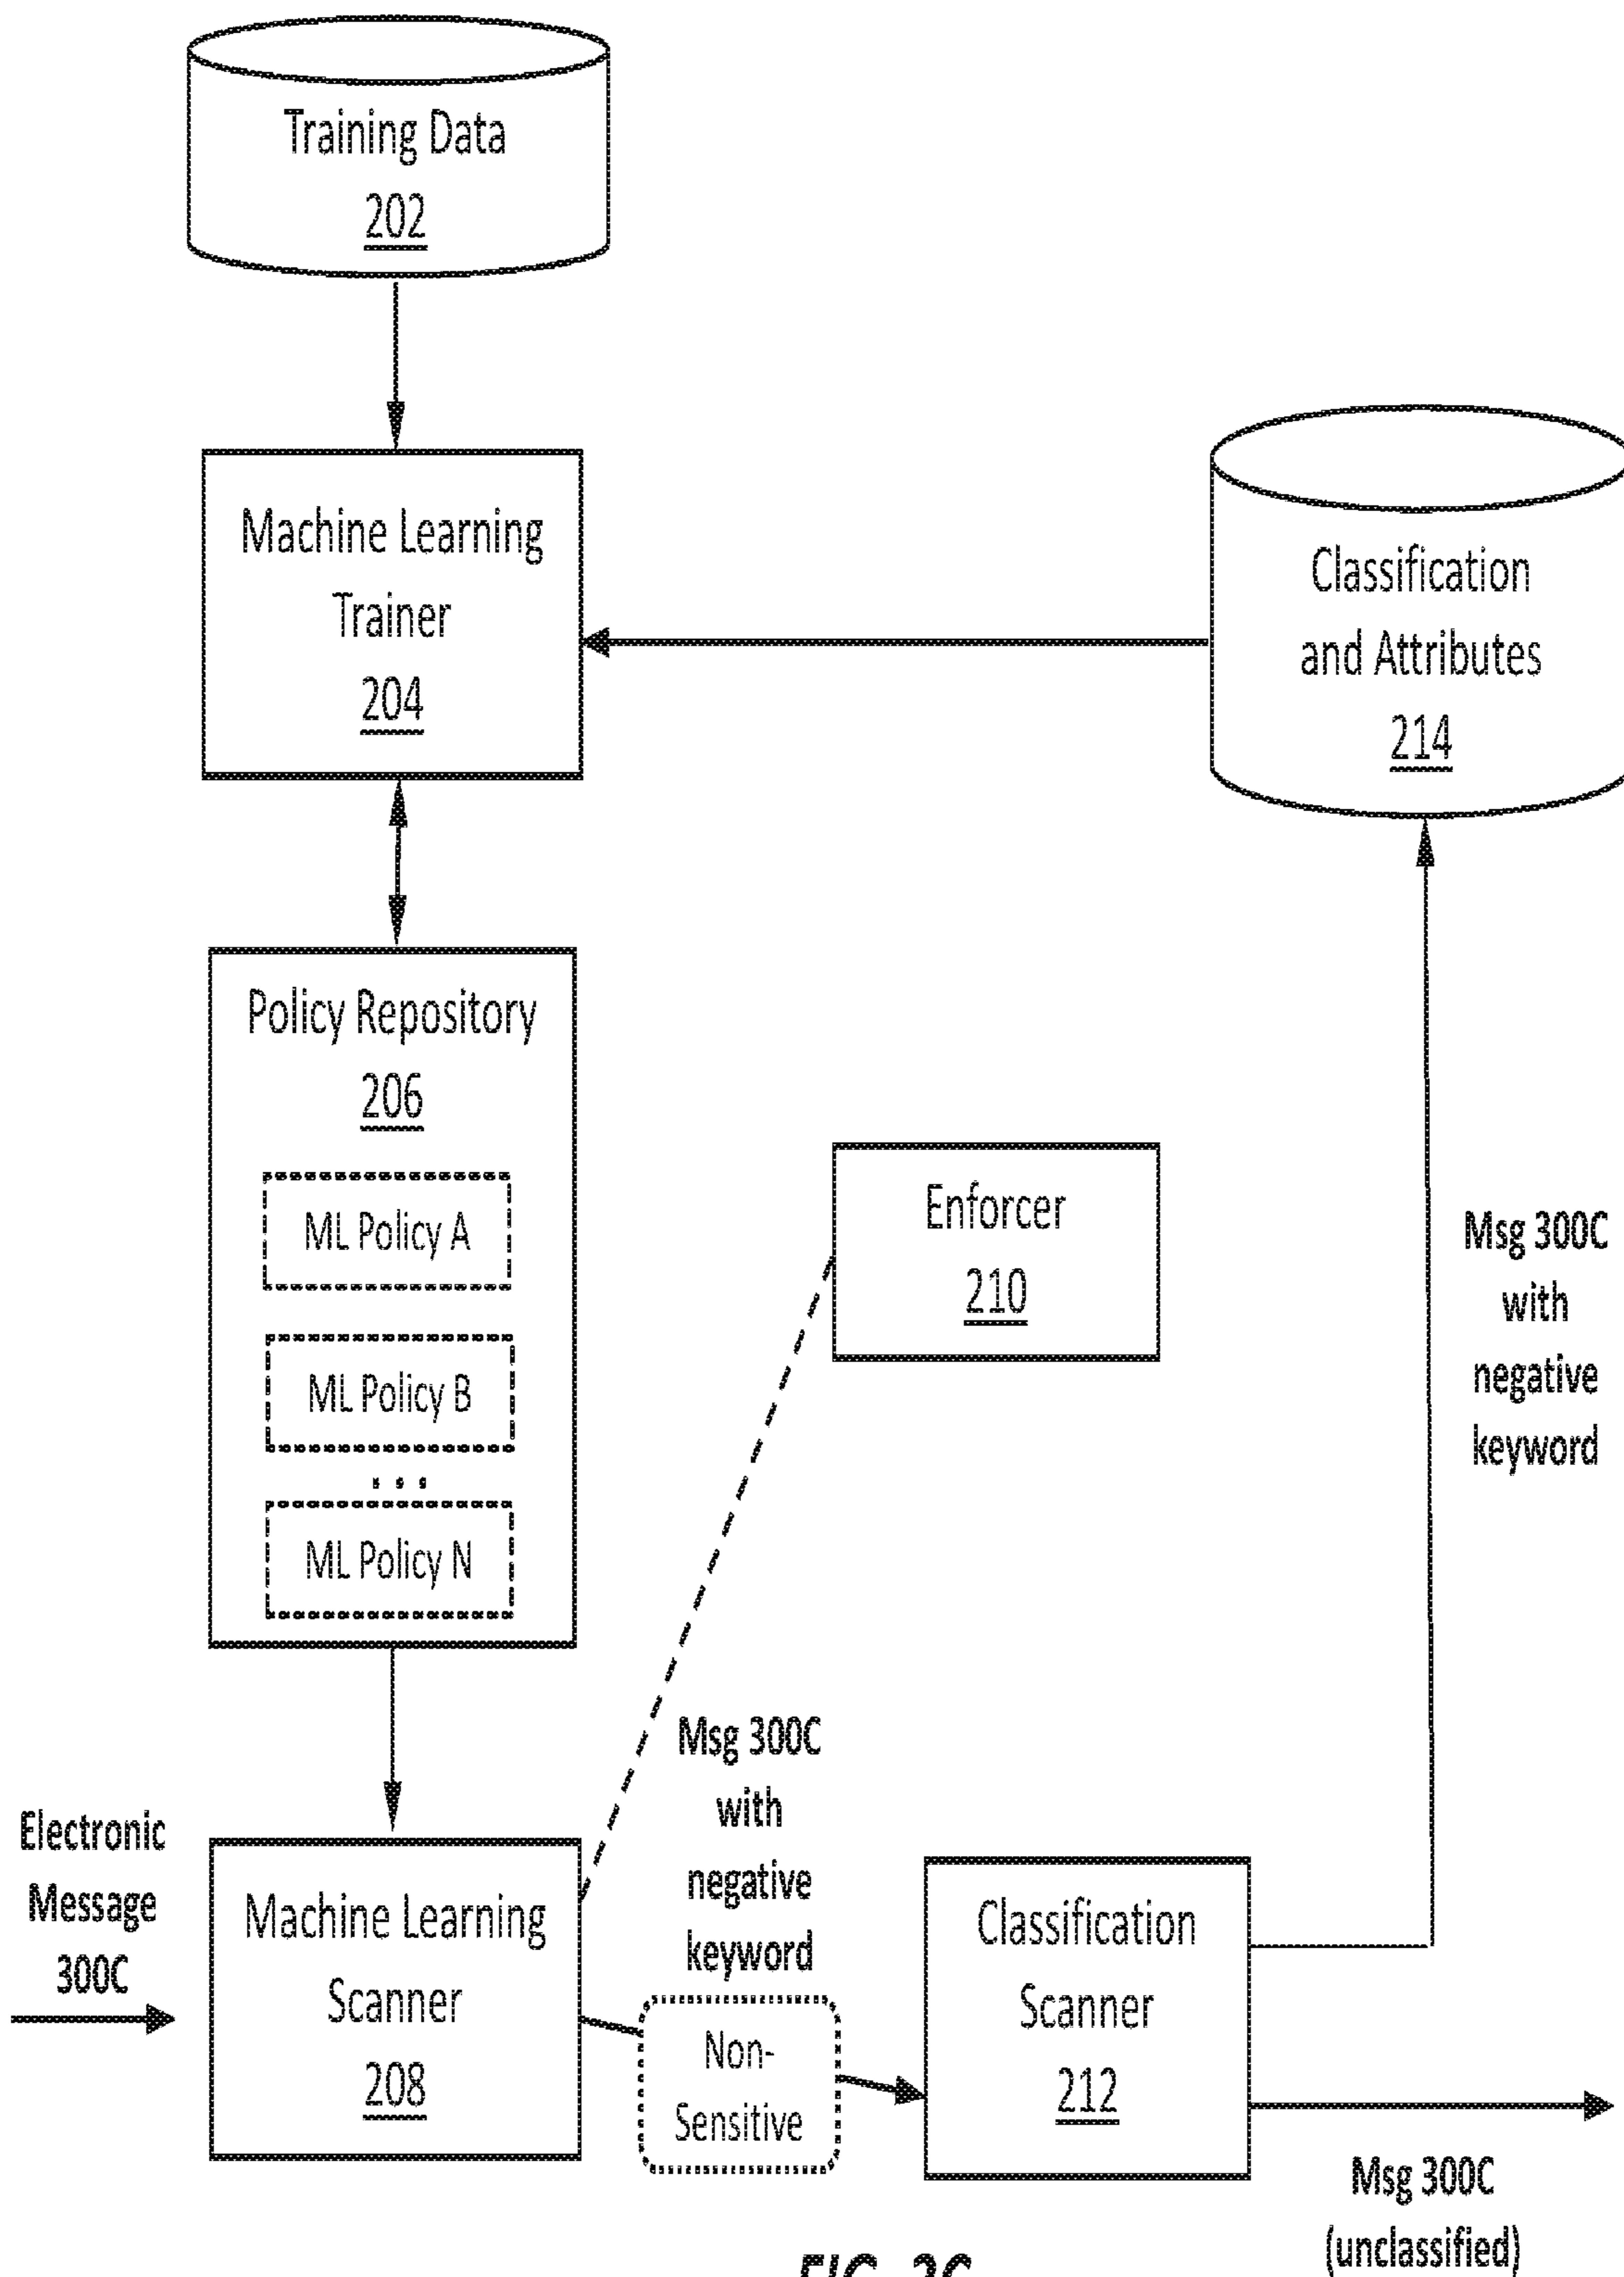 Training Data
202
Machine Learning
Trainer
204
Classification
and Attributes
214
Policy Repository
206
ML Policy A
ML Policy B
...
ML Policy N
Enforcer
210
Msg 300C
with
negative
keyword
Msg 300C
with
negative
keyword
Electronic
Message
300C
Machine Learning
Scanner
208
Non-
Sensitive
Classification
Scanner
212
Msg 300C
(unclassified)